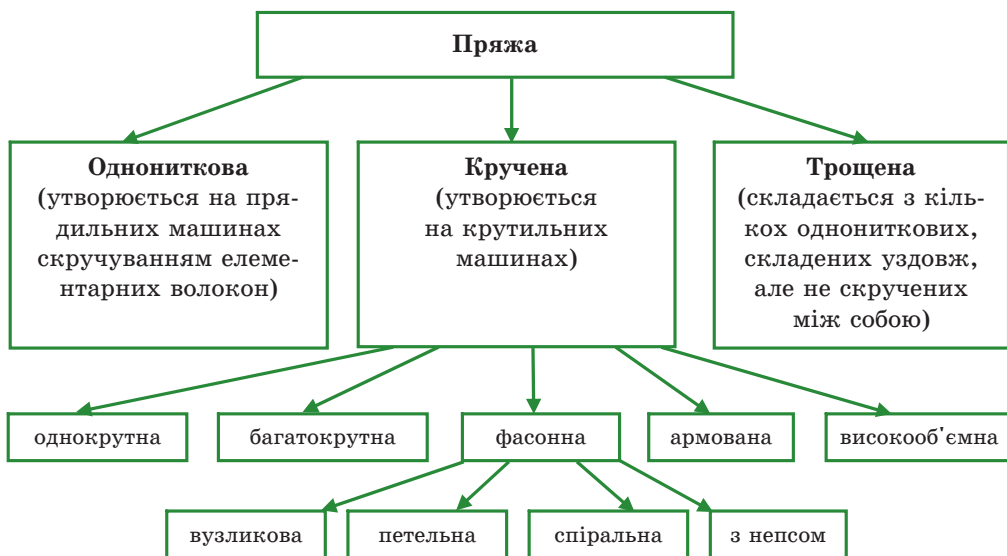 Пряжа
Однониткова
(утворюється на пря-
дильних машинах
скручуванням елеме-
нтарних волокон)
Кручена
(утворюється
на крутильних
машинах)
Трощена
(складається з кіль-
кох однониткових,
складених уздовж,
але не скручених
між собою)
однокрутна
багатокрутна
фасонна
армована
високооб'ємна
вузликова
петельна
спіральна
з непсом